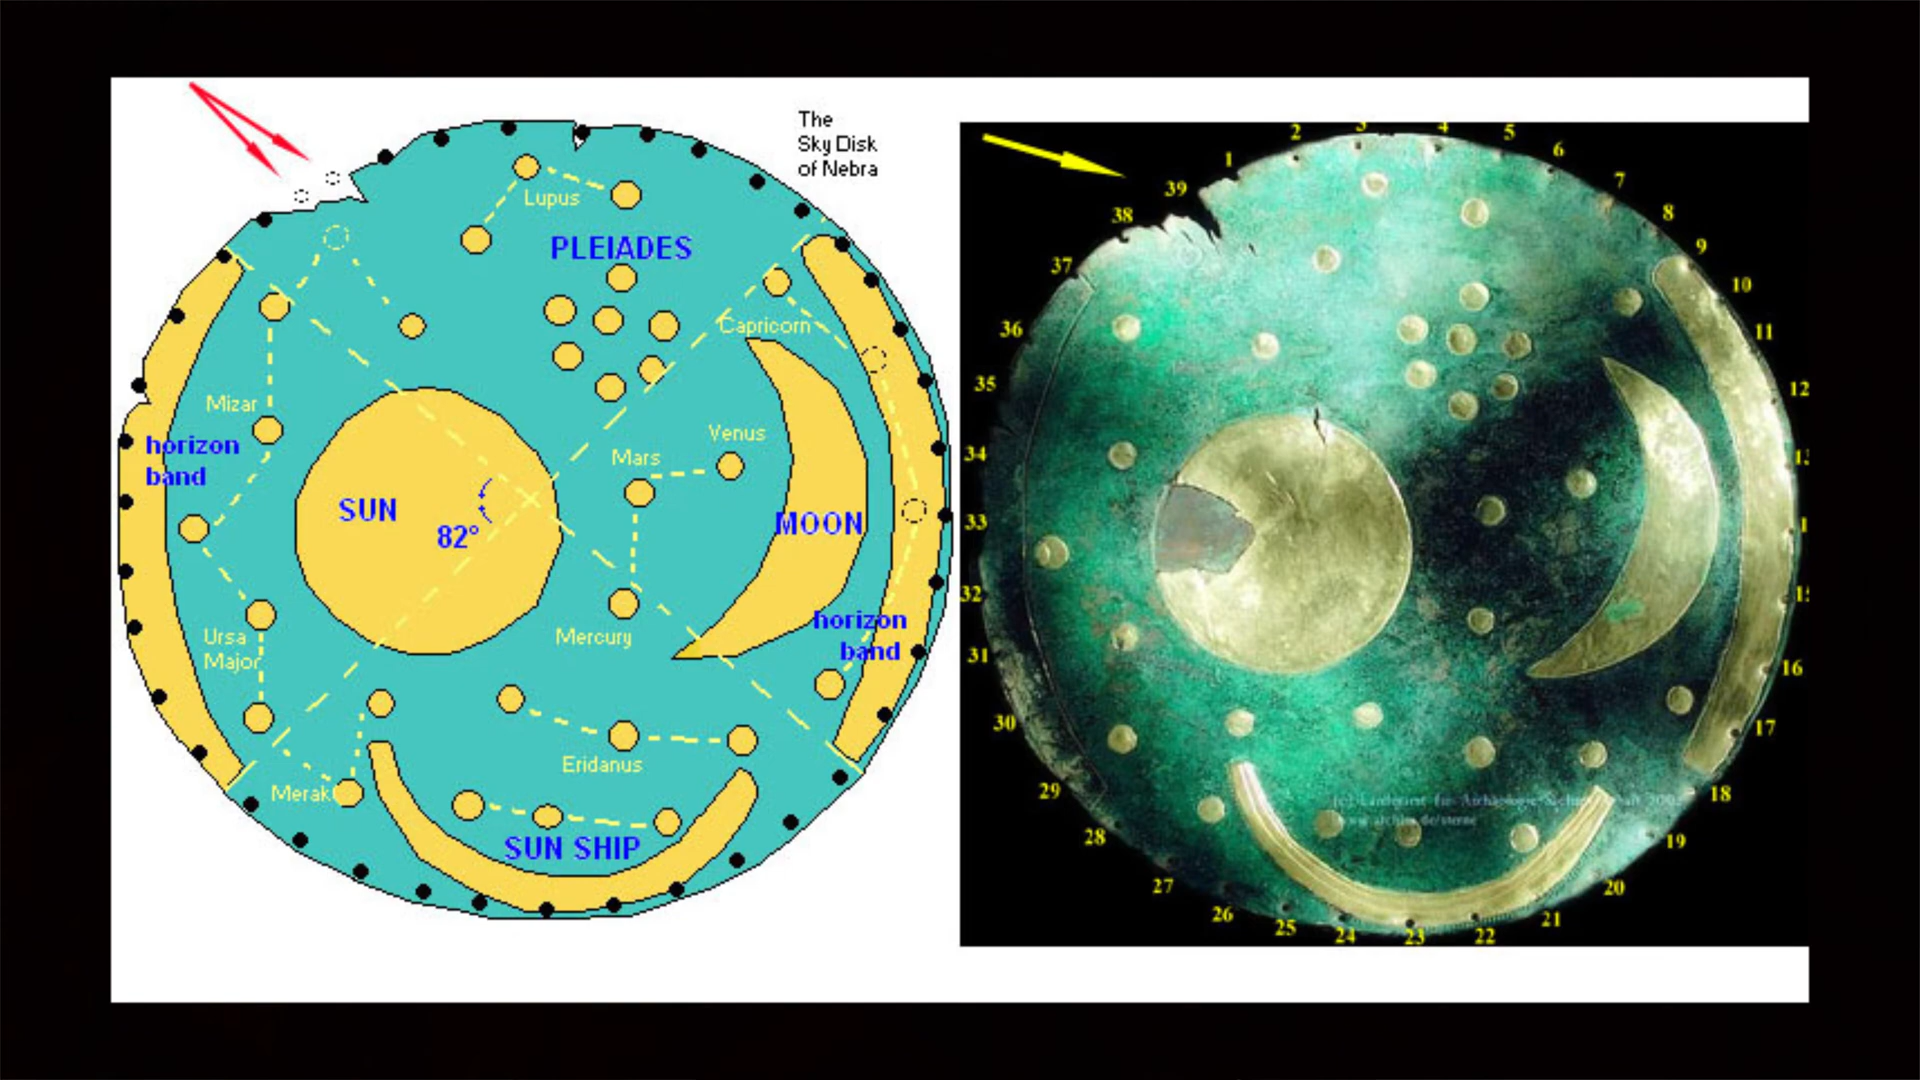 The
Sky Disk
of Nebra
Lupus
PLEIADES
Capricorn
Mizar
horizon
band
Venus
Mars
SUN
82°
MOON
Ursa
Major
Mercury
horizon
band
Eridanus
Merak
SUN SHIP
1
2
3
4
5
6
7
8
9
10
11
12
16
17
18
19
20
21
22
23
24
25
26
27
28
29
30
31
32
33
34
35
36
37
38
39